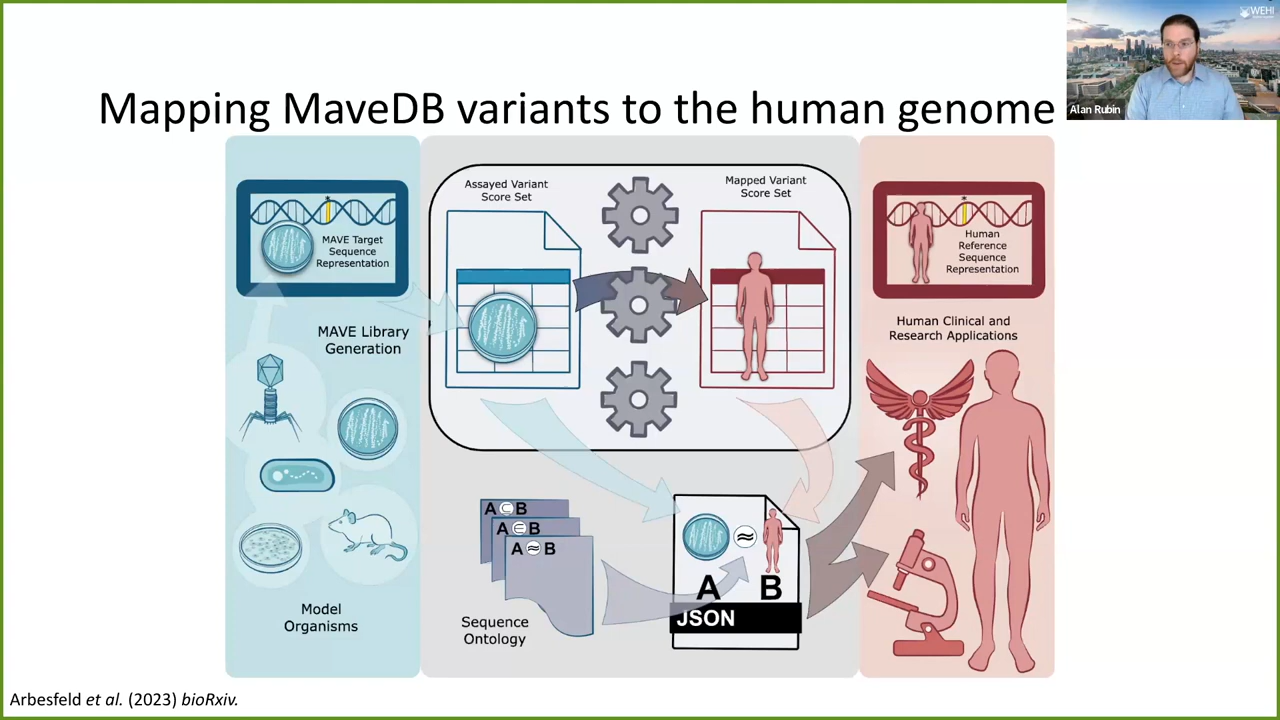 WEHI
Alan Rubin
Mapping MaveDB variants to the human genome
MAVE Target
Sequence
Representation
MAVE Library
Generation
Model
Organisms
Assayed Variant
Score Set
Mapped Variant
Score Set
A ⊂ B
A ∈ B
A ≈ B
Sequence
Ontology
≈
A B
JSON
Human
Reference
Sequence
Representation
Human Clinical and
Research Applications
Arbesfeld et al. (2023) bioRxiv.